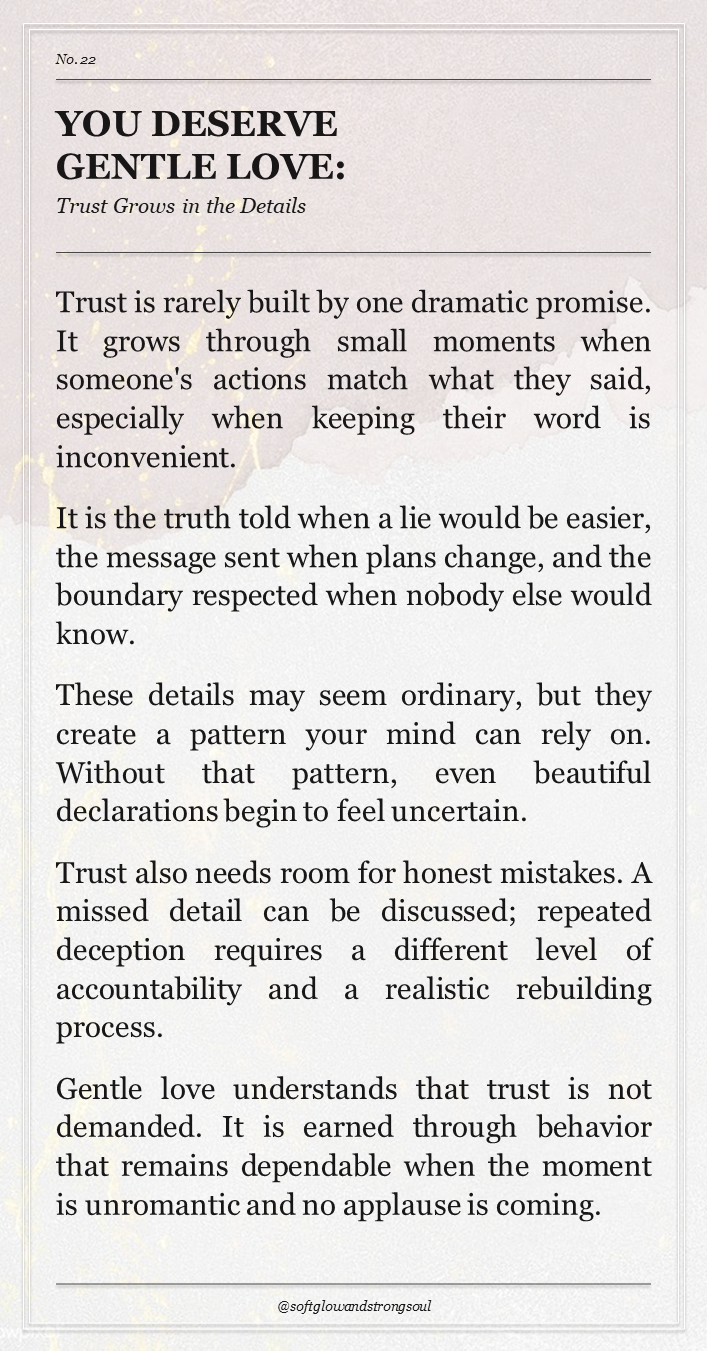 No.22
YOU DESERVE
GENTLE LOVE:
Trust Grows in the Details
Trust is rarely built by one dramatic promise.
It grows through small moments when
someone's actions match what they said,
especially when keeping their word is
inconvenient.
It is the truth told when a lie would be easier,
the message sent when plans change, and the
boundary respected when nobody else would
know.
These details may seem ordinary, but they
create a pattern your mind can rely on.
Without that pattern, even beautiful
declarations begin to feel uncertain.
Trust also needs room for honest mistakes. A
missed detail can be discussed; repeated
deception requires a different level of
accountability and a realistic rebuilding
process.
Gentle love understands that trust is not
demanded. It is earned through behavior
that remains dependable when the moment
is unromantic and no applause is coming.
@softglowandstrongsoul